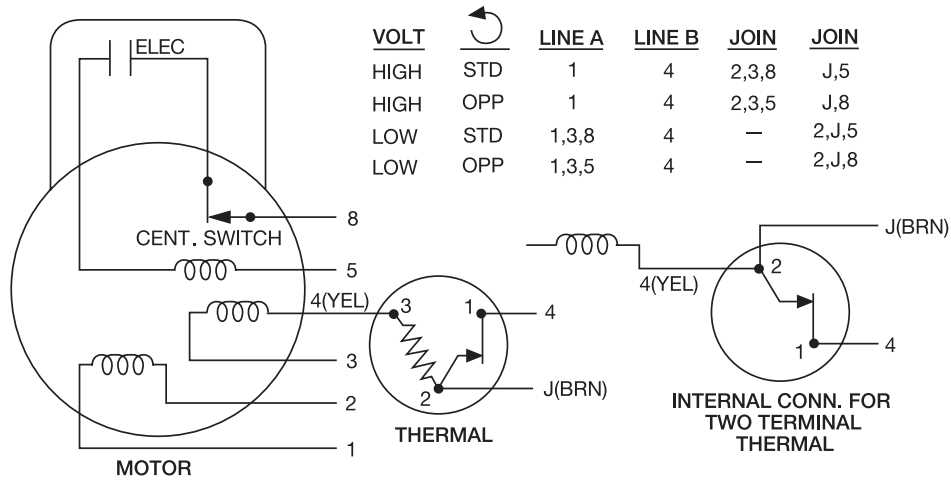 VOLT LINE A LINE B JOIN JOIN
HIGH STD 1 4 2,3,8 J,5
HIGH OPP 1 4 2,3,5 J,8
LOW STD 1,3,8 4 – 2,J,5
LOW OPP 1,3,5 4 – 2,J,8
ELEC
8
CENT. SWITCH
5
4(YEL)
3
2
1
MOTOR
3
1
4
2
J(BRN)
THERMAL
J(BRN)
2
4(YEL)
1
4
INTERNAL CONN. FOR
TWO TERMINAL
THERMAL